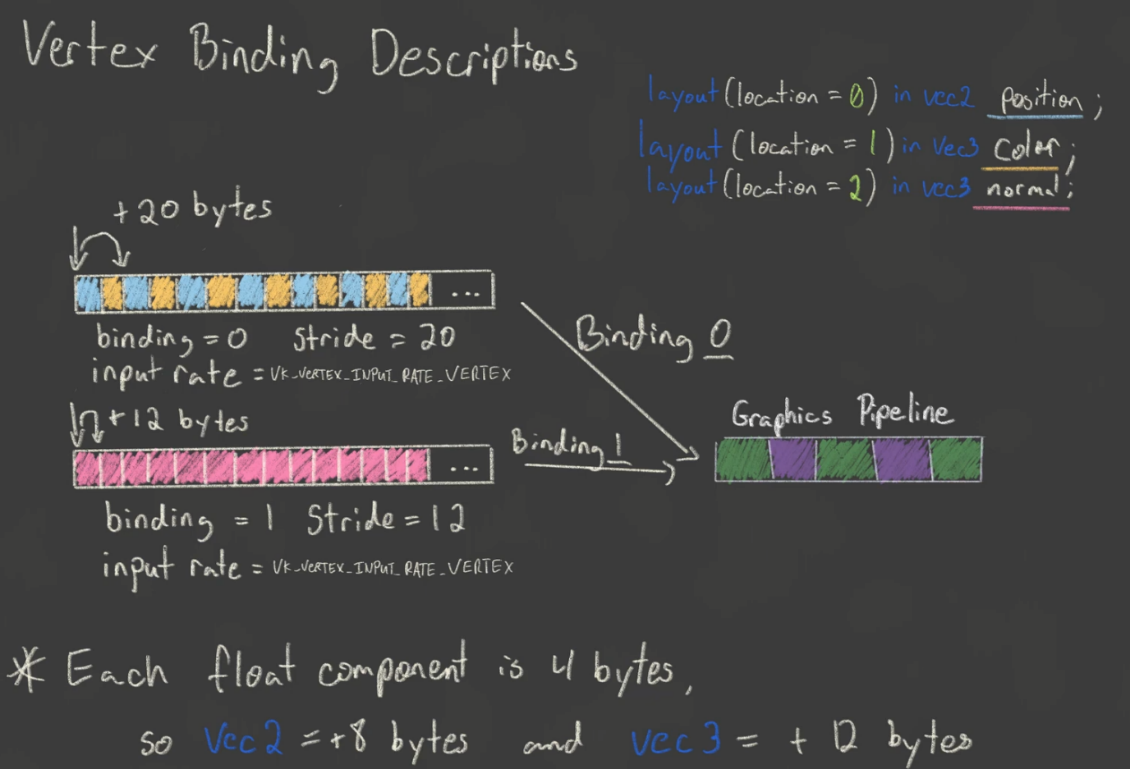 Vertex Binding Descriptions
layout (location = 0) in vec2 position;
layout (location = 1) in vec3 color;
layout (location = 2) in vec3 normal;
+20 bytes
...
binding = 0 stride = 20
input rate = VK_VERTEX_INPUT_RATE_VERTEX
+12 bytes
...
binding = 1 stride = 12
input rate = VK_VERTEX_INPUT_RATE_VERTEX
Binding 0
Binding 1
Graphics Pipeline
* Each float component is 4 bytes,
so vec2 = +8 bytes and vec3 = + 12 bytes